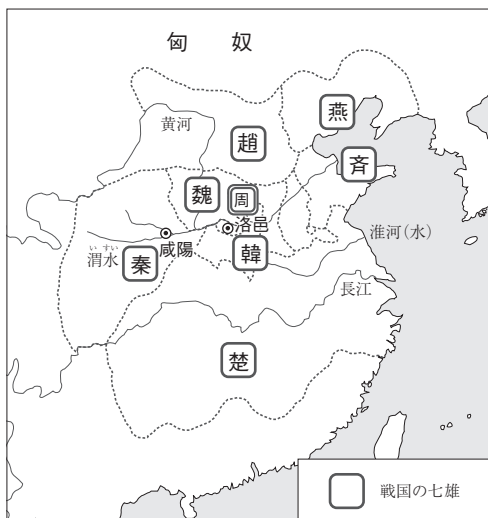 匈奴
燕
黄河
趙
斉
魏
周
洛邑
淮河(水)
咸陽
韓
いすい
渭水
秦
長江
楚
戦国の七雄